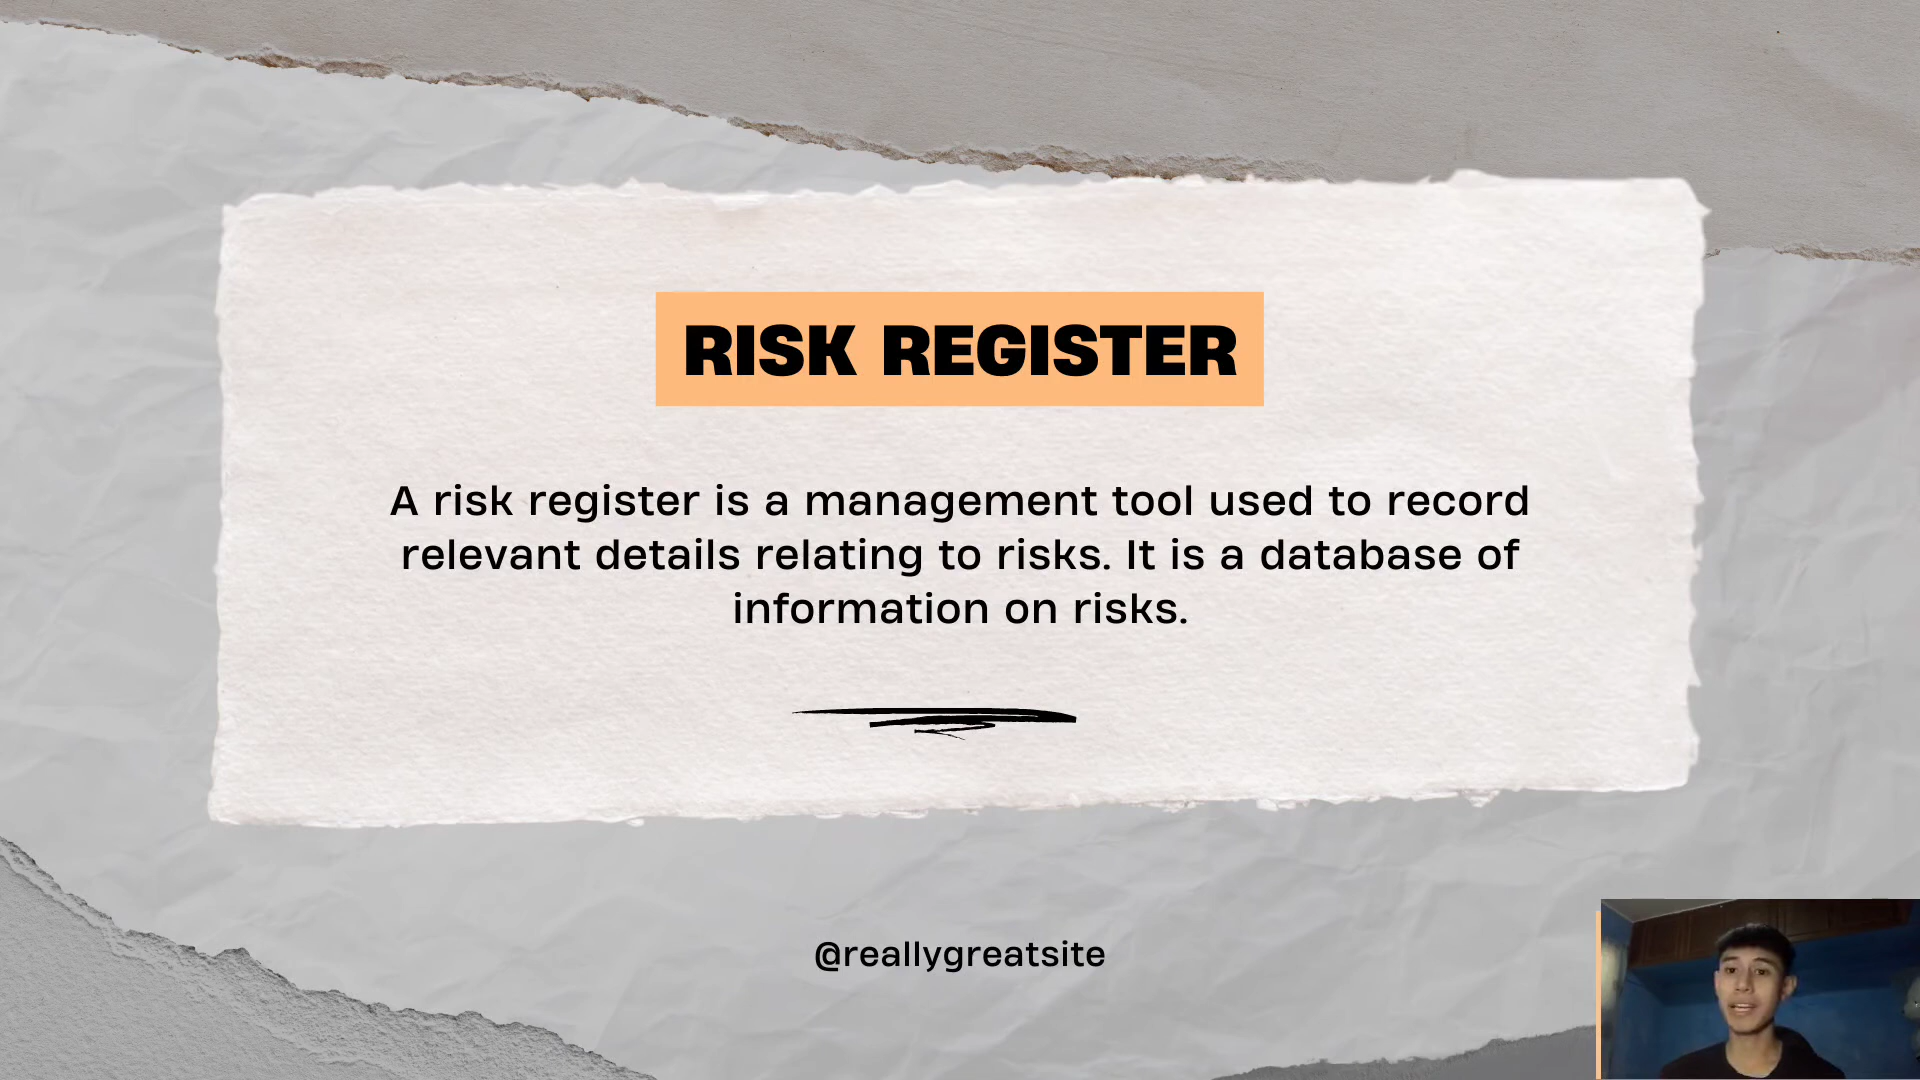 RISK REGISTER
A risk register is a management tool used to record
relevant details relating to risks. It is a database of
information on risks.
@reallygreatsite